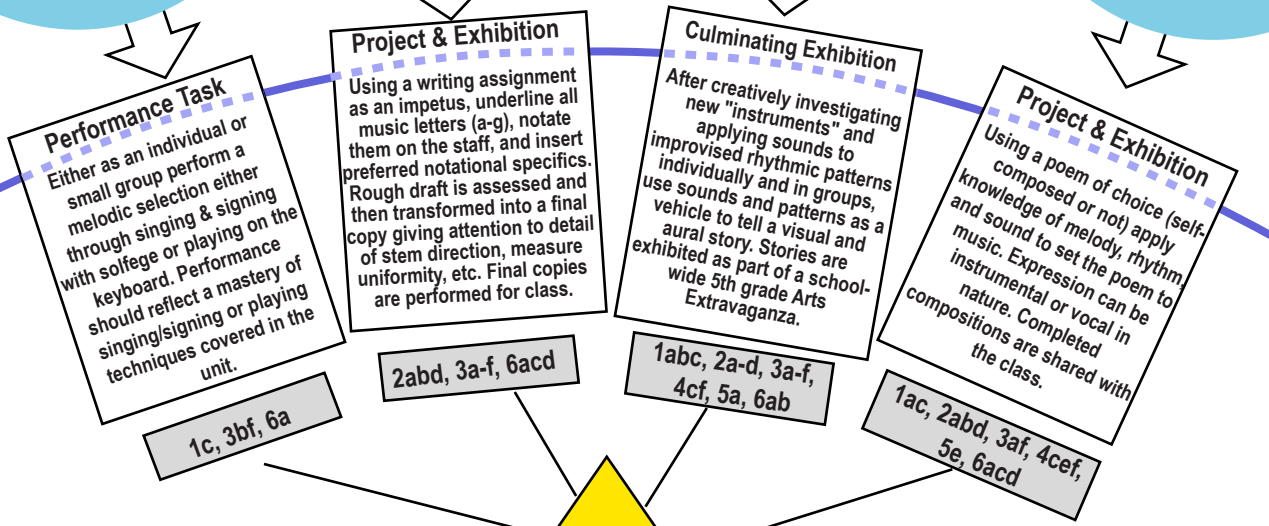 Performance Task
Either as an individual or
small group perform a
melodic selection either
through singing & signing
with solfege or playing on the
keyboard. Performance
should reflect a mastery of
singing/signing or playing
techniques covered in the
unit.
1c, 3bf, 6a
Project & Exhibition
Using a writing assignment
as an impetus, underline all
music letters (a-g), notate
them on the staff, and insert
preferred notational specifics.
Rough draft is assessed and
then transformed into a final
copy giving attention to detail
of stem direction, measure
uniformity, etc. Final copies
are performed for class.
2abd, 3a-f, 6acd
Culminating Exhibition
After creatively investigating
new "instruments" and
applying sounds to
improvised rhythmic patterns
individually and in groups,
use sounds and patterns as a
vehicle to tell a visual and
aural story. Stories are
exhibited as part of a school-
wide 5th grade Arts
Extravaganza.
1abc, 2a-d, 3a-f,
4cf, 5a, 6ab
Project & Exhibition
Using a poem of choice (self-
composed or not) apply
knowledge of melody, rhythm,
and sound to set the poem to
music. Expression can be
instrumental or vocal in
nature. Completed
compositions are shared with
the class.
1ac, 2abd, 3af, 4cef,
5e, 6acd